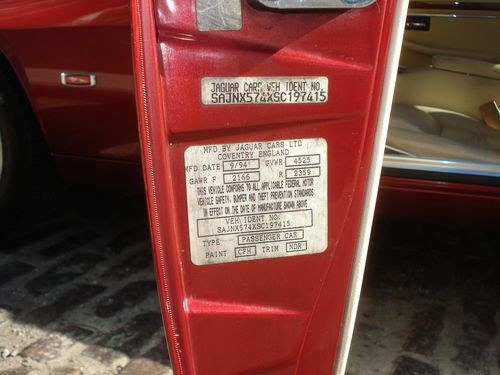 JAGUAR CARS VEH IDENT NO.
SAJNX574XSC197415
MFD BY JAGUAR CARS LTD
COVENTRY ENGLAND
MFD DATE 9/94 GVWR 4525
GAWR F 2166 R 2359
THIS VEHICLE CONFORMS TO ALL APPLICABLE FEDERAL MOTOR
VEHICLE SAFETY, BUMPER AND THEFT PREVENTION STANDARDS
IN EFFECT ON THE DATE OF MANUFACTURE SHOWN ABOVE
VEH. IDENT NO.
SAJNX574XSC197415
TYPE PASSENGER CAR
PAINT CFH TRIM NDR